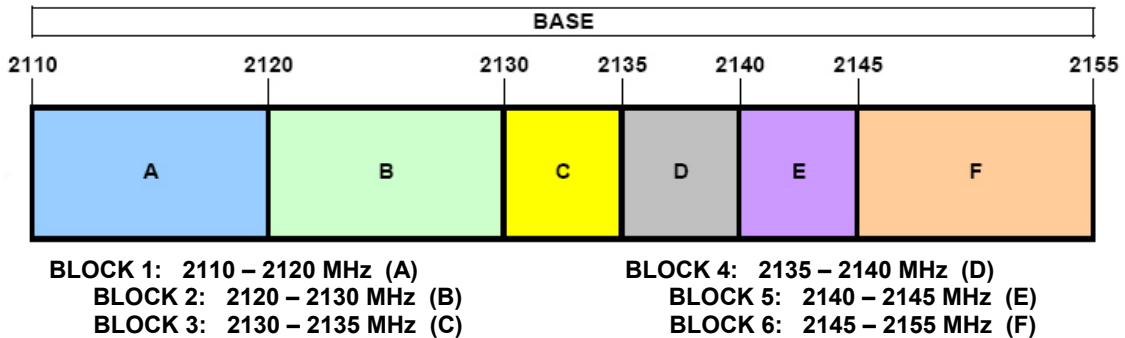 BASE
2110 2120 2130 2135 2140 2145 2155
A B C D E F
BLOCK 1: 2110 – 2120 MHz (A)
BLOCK 2: 2120 – 2130 MHz (B)
BLOCK 3: 2130 – 2135 MHz (C)
BLOCK 4: 2135 – 2140 MHz (D)
BLOCK 5: 2140 – 2145 MHz (E)
BLOCK 6: 2145 – 2155 MHz (F)